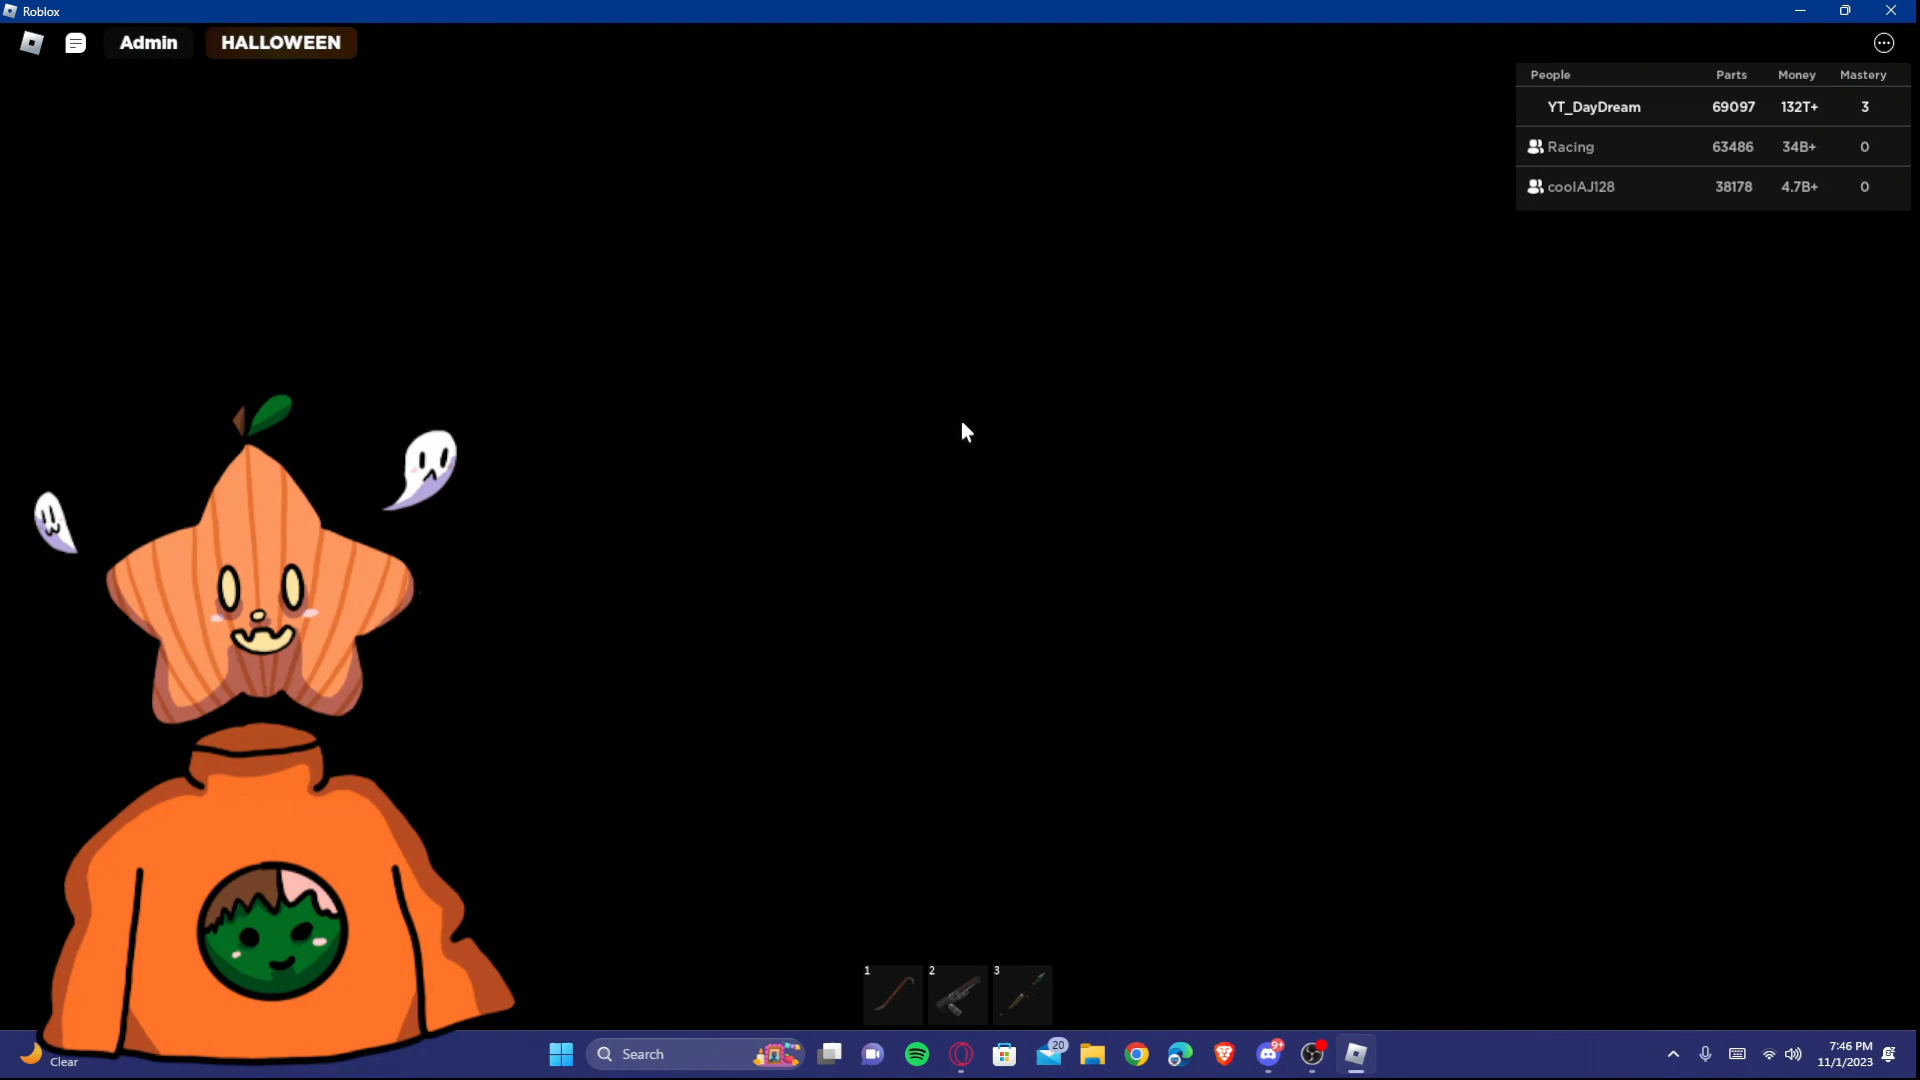 Roblox
Admin
HALLOWEEN
People Parts Money Mastery
YT_DayDream 69097 132T+ 3
Racing 63486 34B+ 0
coolAJ128 38178 4.7B+ 0
1 2 3
Clear
Search
20
9+
7:46 PM
11/1/2023